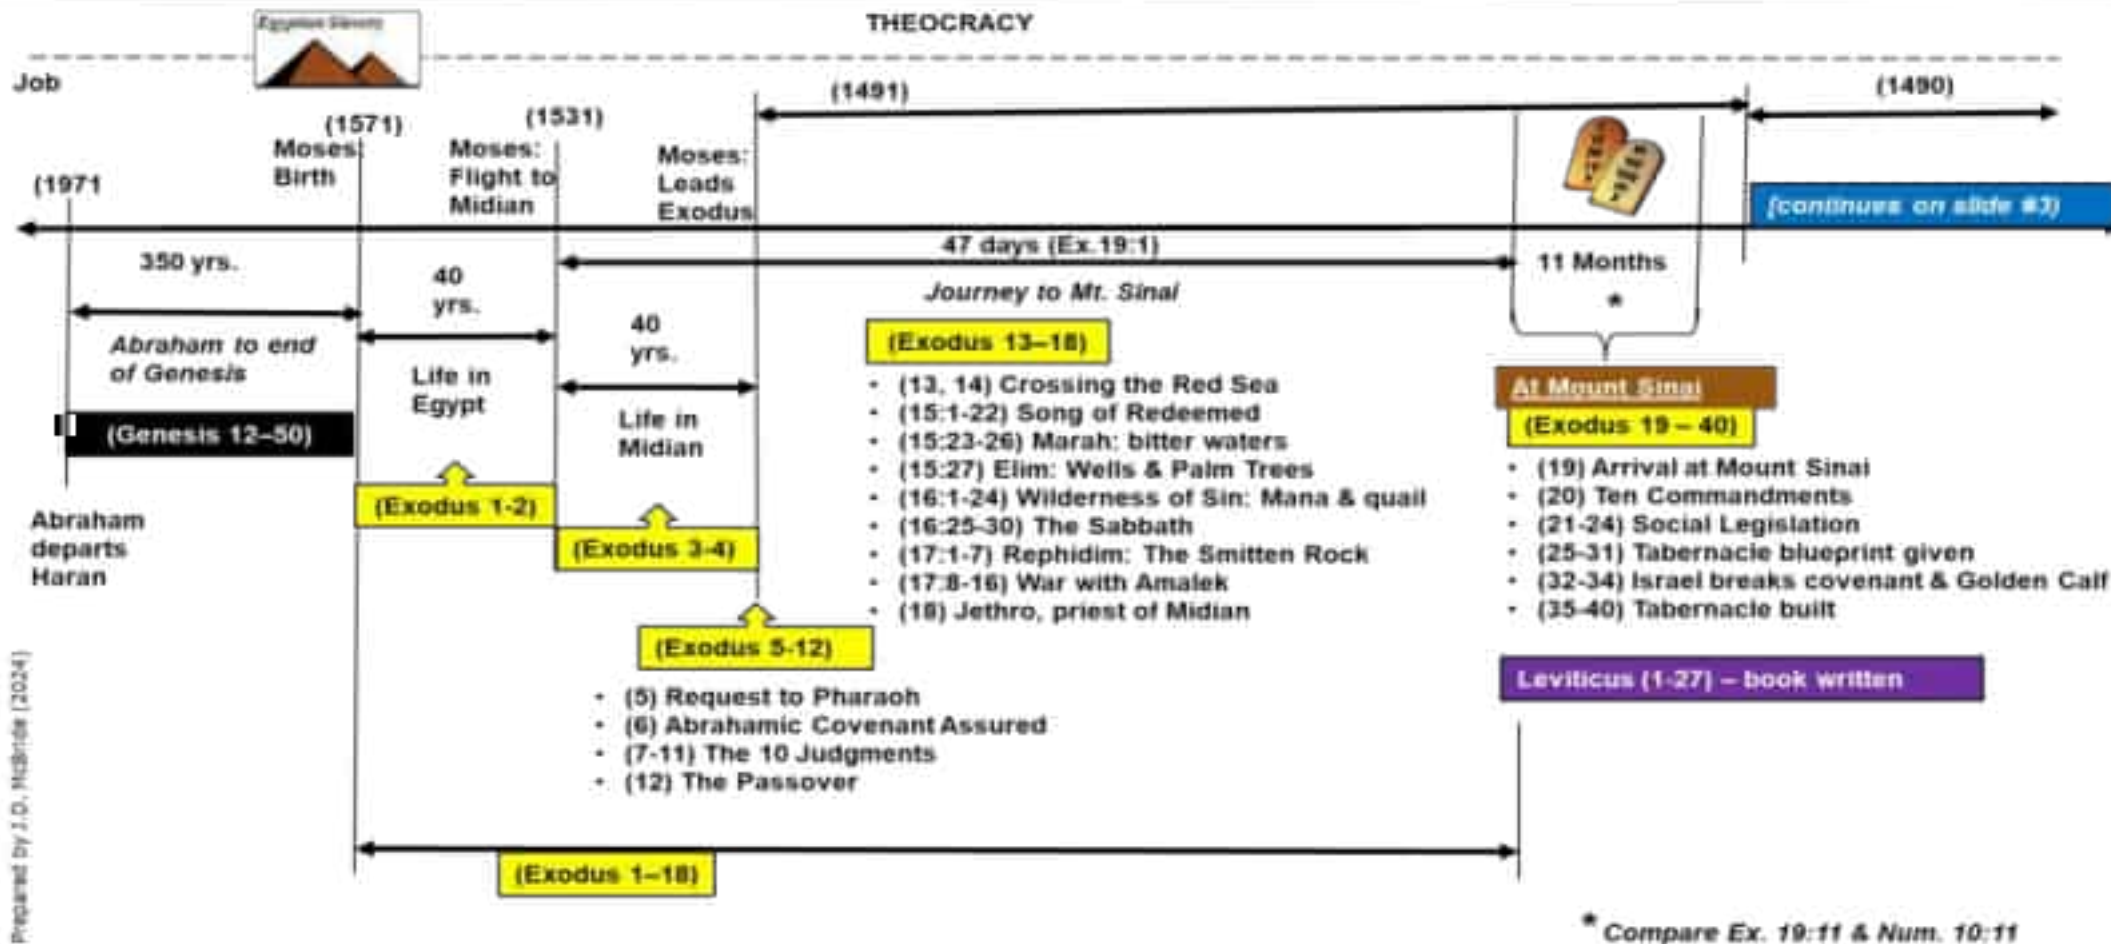 Egyptian Slavery
THEOCRACY
Job
(1491)
(1490)
(1571)
(1531)
Moses
Birth
Moses:
Flight to
Midian
Moses:
Leads
Exodus
(1971
(continues on slide #3)
47 days (Ex.19:1)
350 yrs.
40
yrs.
11 Months
*
Journey to Mt. Sinai
40
yrs.
Abraham to end
of Genesis
(Exodus 13–18)
Life in
Egypt
Life in
Midian
(Genesis 12–50)
• (13, 14) Crossing the Red Sea
• (15:1-22) Song of Redeemed
• (15:23-26) Marah: bitter waters
• (15:27) Elim: Wells & Palm Trees
• (16:1-24) Wilderness of Sin: Mana & quail
• (16:25-30) The Sabbath
• (17:1-7) Rephidim: The Smitten Rock
• (17:8-16) War with Amalek
• (18) Jethro, priest of Midian
At Mount Sinai
(Exodus 19 – 40)
• (19) Arrival at Mount Sinai
• (20) Ten Commandments
• (21-24) Social Legislation
• (25-31) Tabernacle blueprint given
• (32-34) Israel breaks covenant & Golden Calf
• (35-40) Tabernacle built
(Exodus 1-2)
(Exodus 3-4)
Abraham
departs
Haran
(Exodus 5-12)
• (5) Request to Pharaoh
• (6) Abrahamic Covenant Assured
• (7-11) The 10 Judgments
• (12) The Passover
Leviticus (1-27) – book written
(Exodus 1–18)
* Compare Ex. 19:11 & Num. 10:11
Prepared by J.D. McBride (2024)